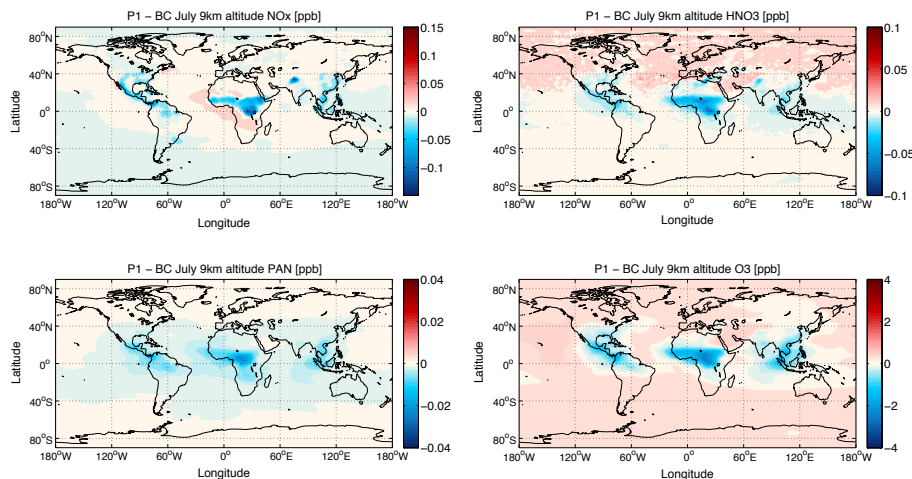 P1 − BC July 9km altitude NOx [ppb]
80°N
40°N
0°
40°S
80°S
180°W 120°W 60°W 0° 60°E 120°E 180°E
Latitude
Longitude
0.15
0.1
0.05
0
−0.05
−0.1
P1 − BC July 9km altitude HNO3 [ppb]
80°N
40°N
0°
40°S
80°S
180°W 120°W 60°W 0° 60°E 120°E 180°E
Latitude
Longitude
0.1
0.05
0
−0.05
−0.1
P1 − BC July 9km altitude PAN [ppb]
80°N
40°N
0°
40°S
80°S
180°W 120°W 60°W 0° 60°E 120°E 180°E
Latitude
Longitude
0.04
0.02
0
−0.02
−0.04
P1 − BC July 9km altitude O3 [ppb]
80°N
40°N
0°
40°S
80°S
180°W 120°W 60°W 0° 60°E 120°E 180°E
Latitude
Longitude
4
2
0
−2
−4